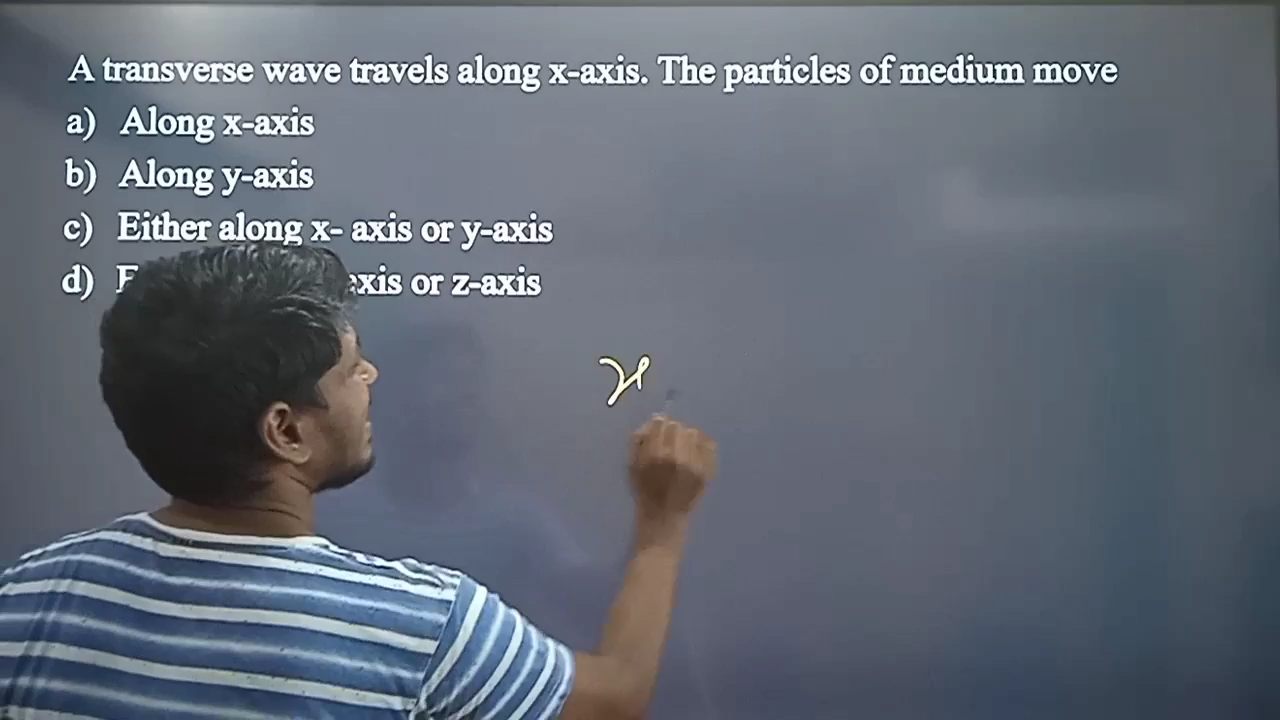 A transverse wave travels along x-axis. The particles of medium move
a) Along x-axis
b) Along y-axis
c) Either along x- axis or y-axis
d) or z-axis